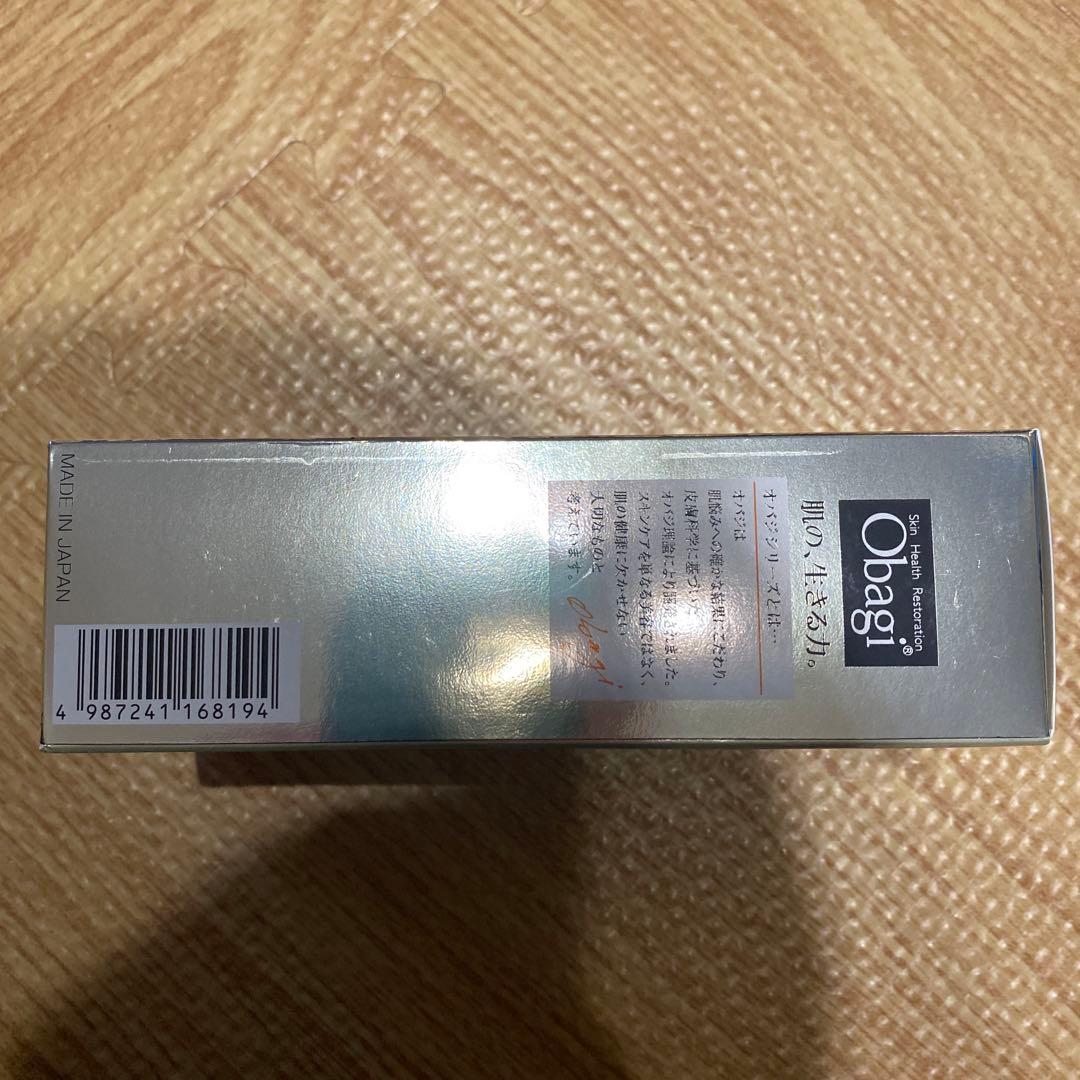 Skin Health Restoration
Obagi®
肌の、生きる力。
オバジシリーズとは…
オバジは
肌悩みへの確かな結果にこだわり、
皮膚科学に基づいた
オバジ理論により誕生しました。
スキンケアを単なる美容ではなく、
肌の健康に欠かせない
大切なものと
考えています。
Obagi
MADE IN JAPAN
4 987241 168194